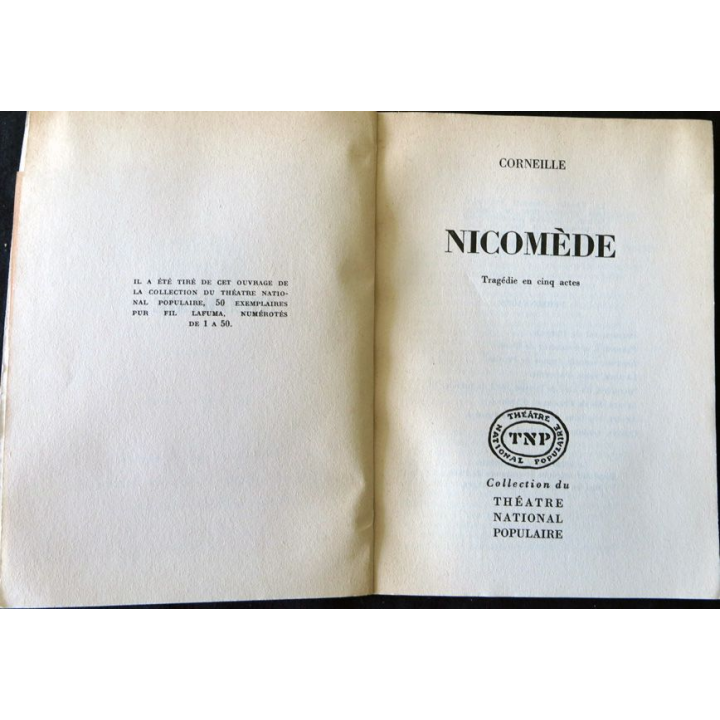 IL A ÉTÉ TIRÉ DE CET OUVRAGE DE
LA COLLECTION DU THÉATRE NATIO-
NAL POPULAIRE, 50 EXEMPLAIRES
PUR FIL LAFUMA, NUMÉROTÉS
DE 1 A 50.
CORNEILLE
NICOMÈDE
Tragédie en cinq actes
THÉATRE
NATIONAL POPULAIRE
TNP
Collection du
THÉATRE
NATIONAL
POPULAIRE